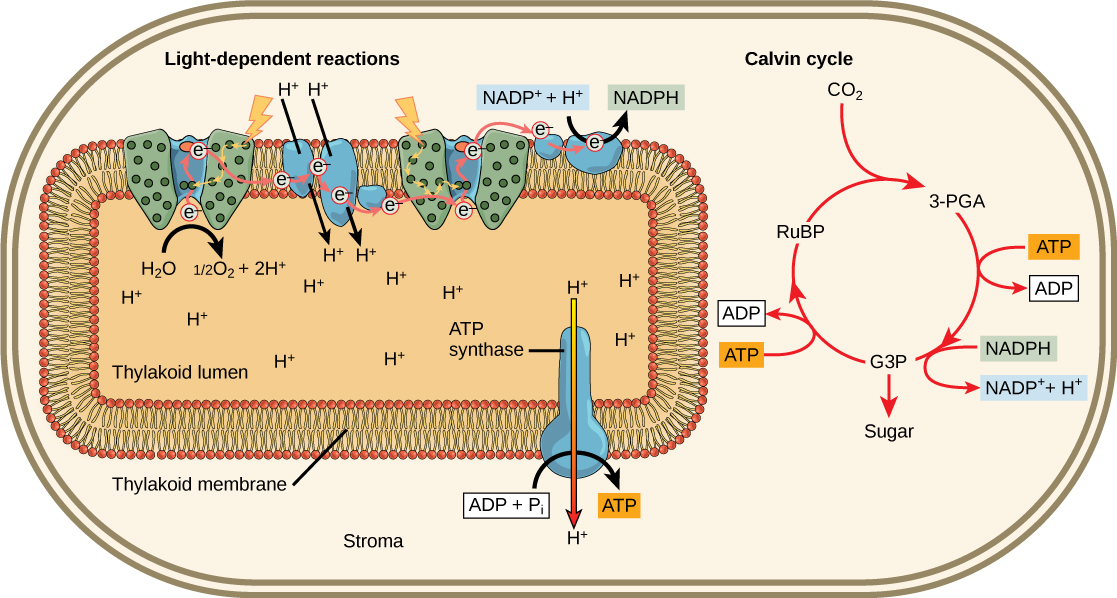 Light-dependent reactions
Calvin cycle
H⁺ H⁺
NADP⁺ + H⁺
NADPH
CO₂
e⁻
e⁻
e⁻
e⁻
e⁻
e⁻
e⁻
e⁻
e⁻
e⁻
e⁻
3-PGA
RuBP
H₂O
1/2O₂ + 2H⁺
H⁺ H⁺
ATP
ADP
H⁺
H⁺
H⁺
H⁺
H⁺
H⁺
H⁺
H⁺
H⁺
H⁺
ADP
ATP
ATP
synthase
G3P
NADPH
NADP⁺+ H⁺
Thylakoid lumen
Sugar
Thylakoid membrane
ADP + Pᵢ
ATP
H⁺
Stroma